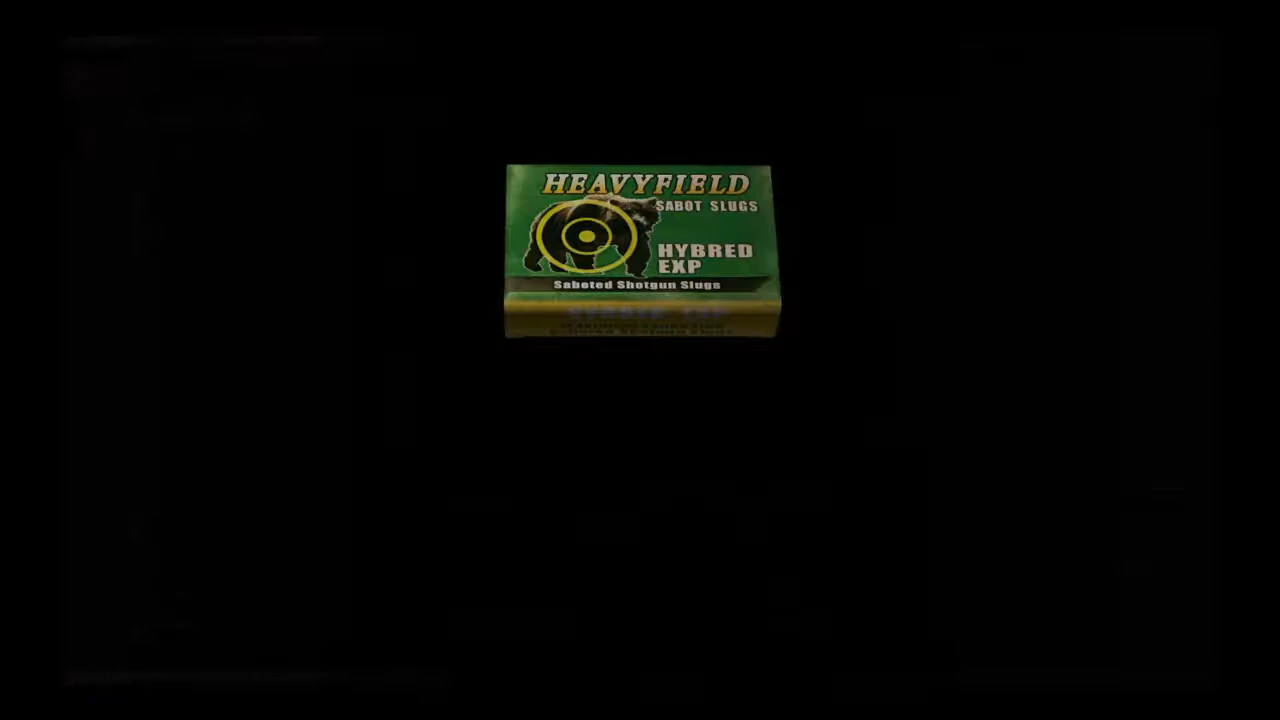 HEAVYFIELD
SABOT SLUGS
HYBRED
EXP
Saboted Shotgun Slugs